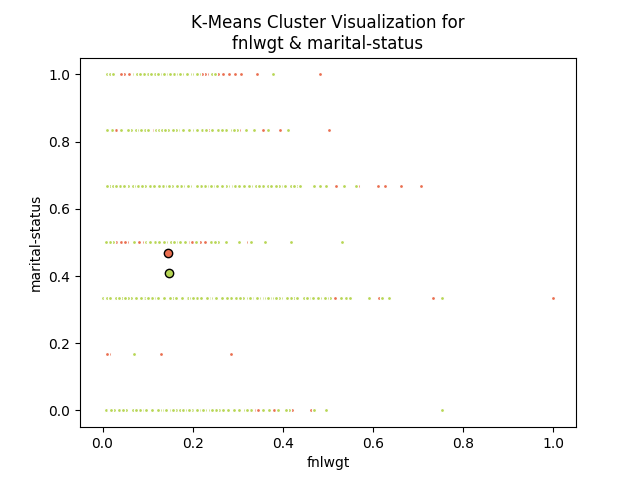 K-Means Cluster Visualization for
fnlwgt & marital-status
1.0
0.8
0.6
0.4
0.2
0.0
marital-status
0.0 0.2 0.4 0.6 0.8 1.0
fnlwgt